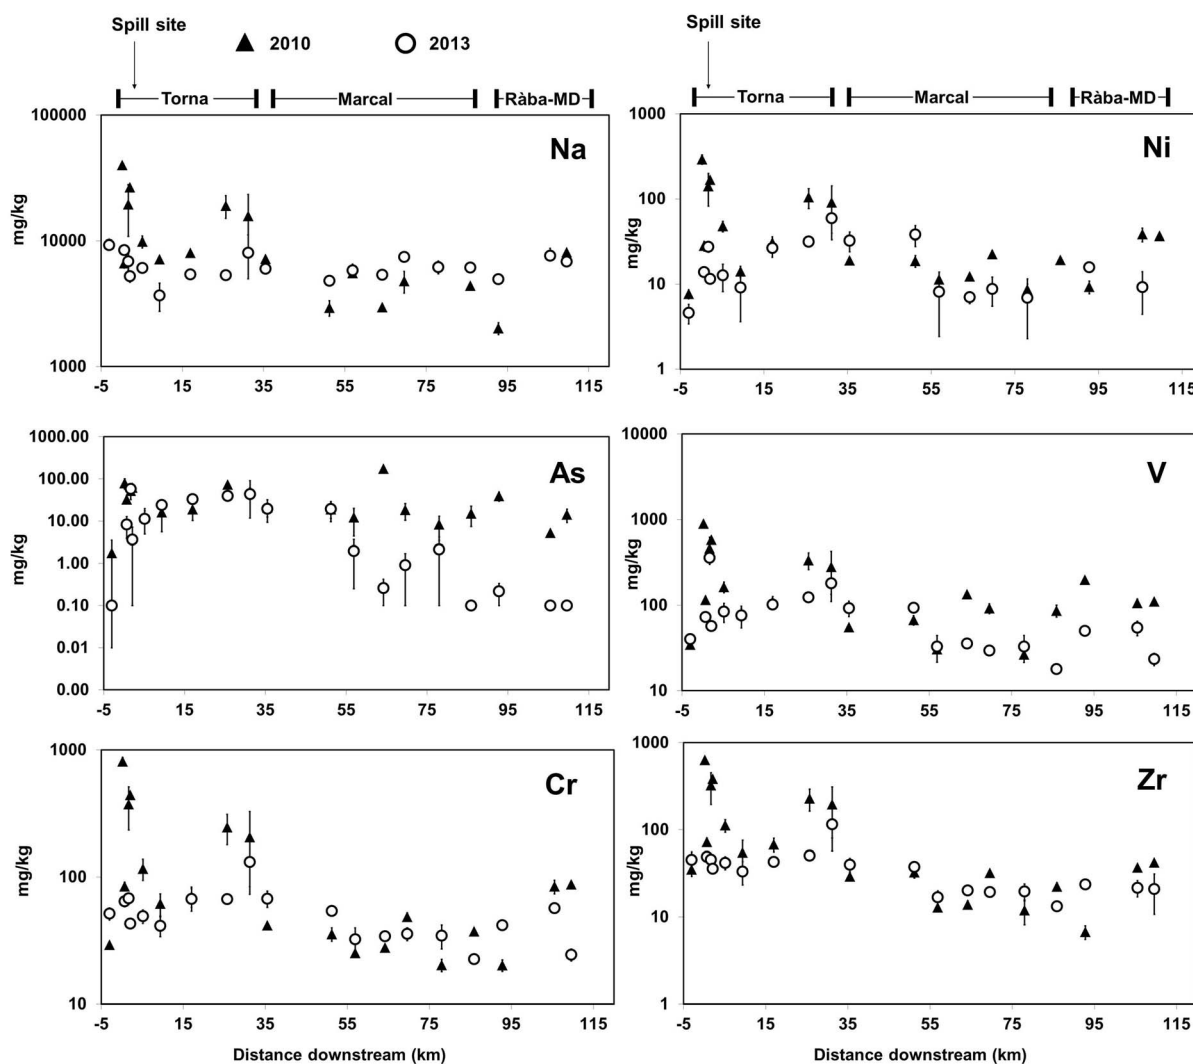 Spill site
Spill site
▲ 2010 ○ 2013
Torna Marcal Ràba-MD
Torna Marcal Ràba-MD
100000
10000
1000
mg/kg
Na
-5 15 35 55 75 95 115
1000
100
10
1
mg/kg
Ni
-5 15 35 55 75 95 115
1000.00
100.00
10.00
1.00
0.10
0.01
0.00
mg/kg
As
-5 15 35 55 75 95 115
10000
1000
100
10
mg/kg
V
-5 15 35 55 75 95 115
1000
100
10
mg/kg
Cr
-5 15 35 55 75 95 115
Distance downstream (km)
1000
100
10
1
mg/kg
Zr
-5 15 35 55 75 95 115
Distance downstream (km)